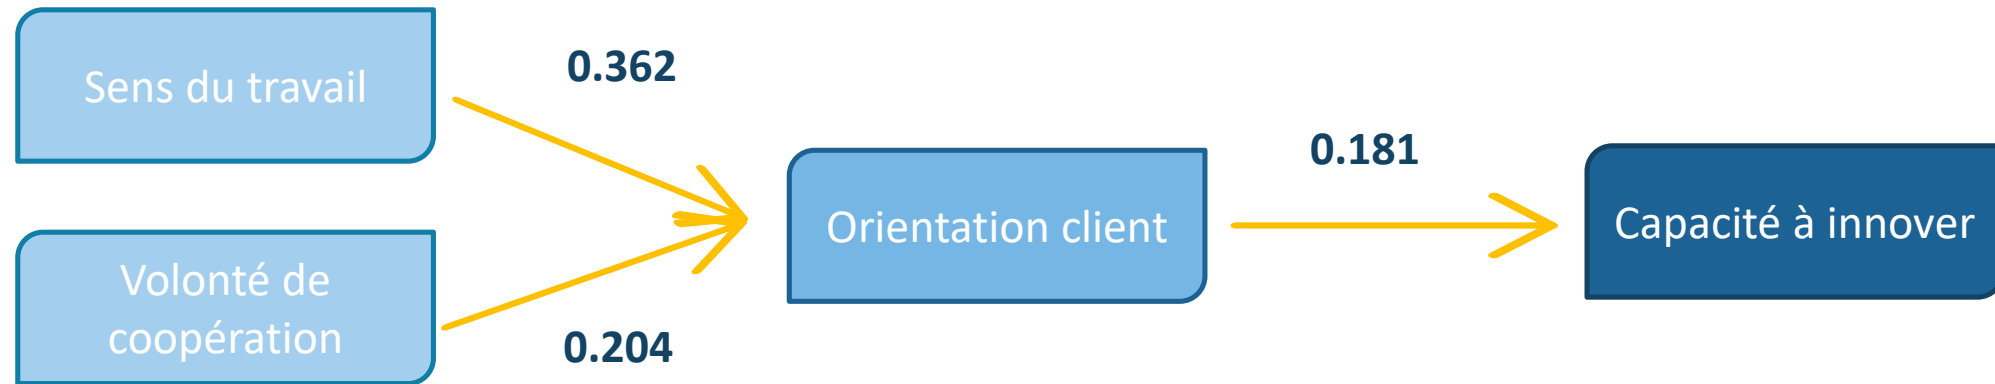 Sens du travail
0.362
Volonté de
coopération
0.204
Orientation client
0.181
Capacité à innover